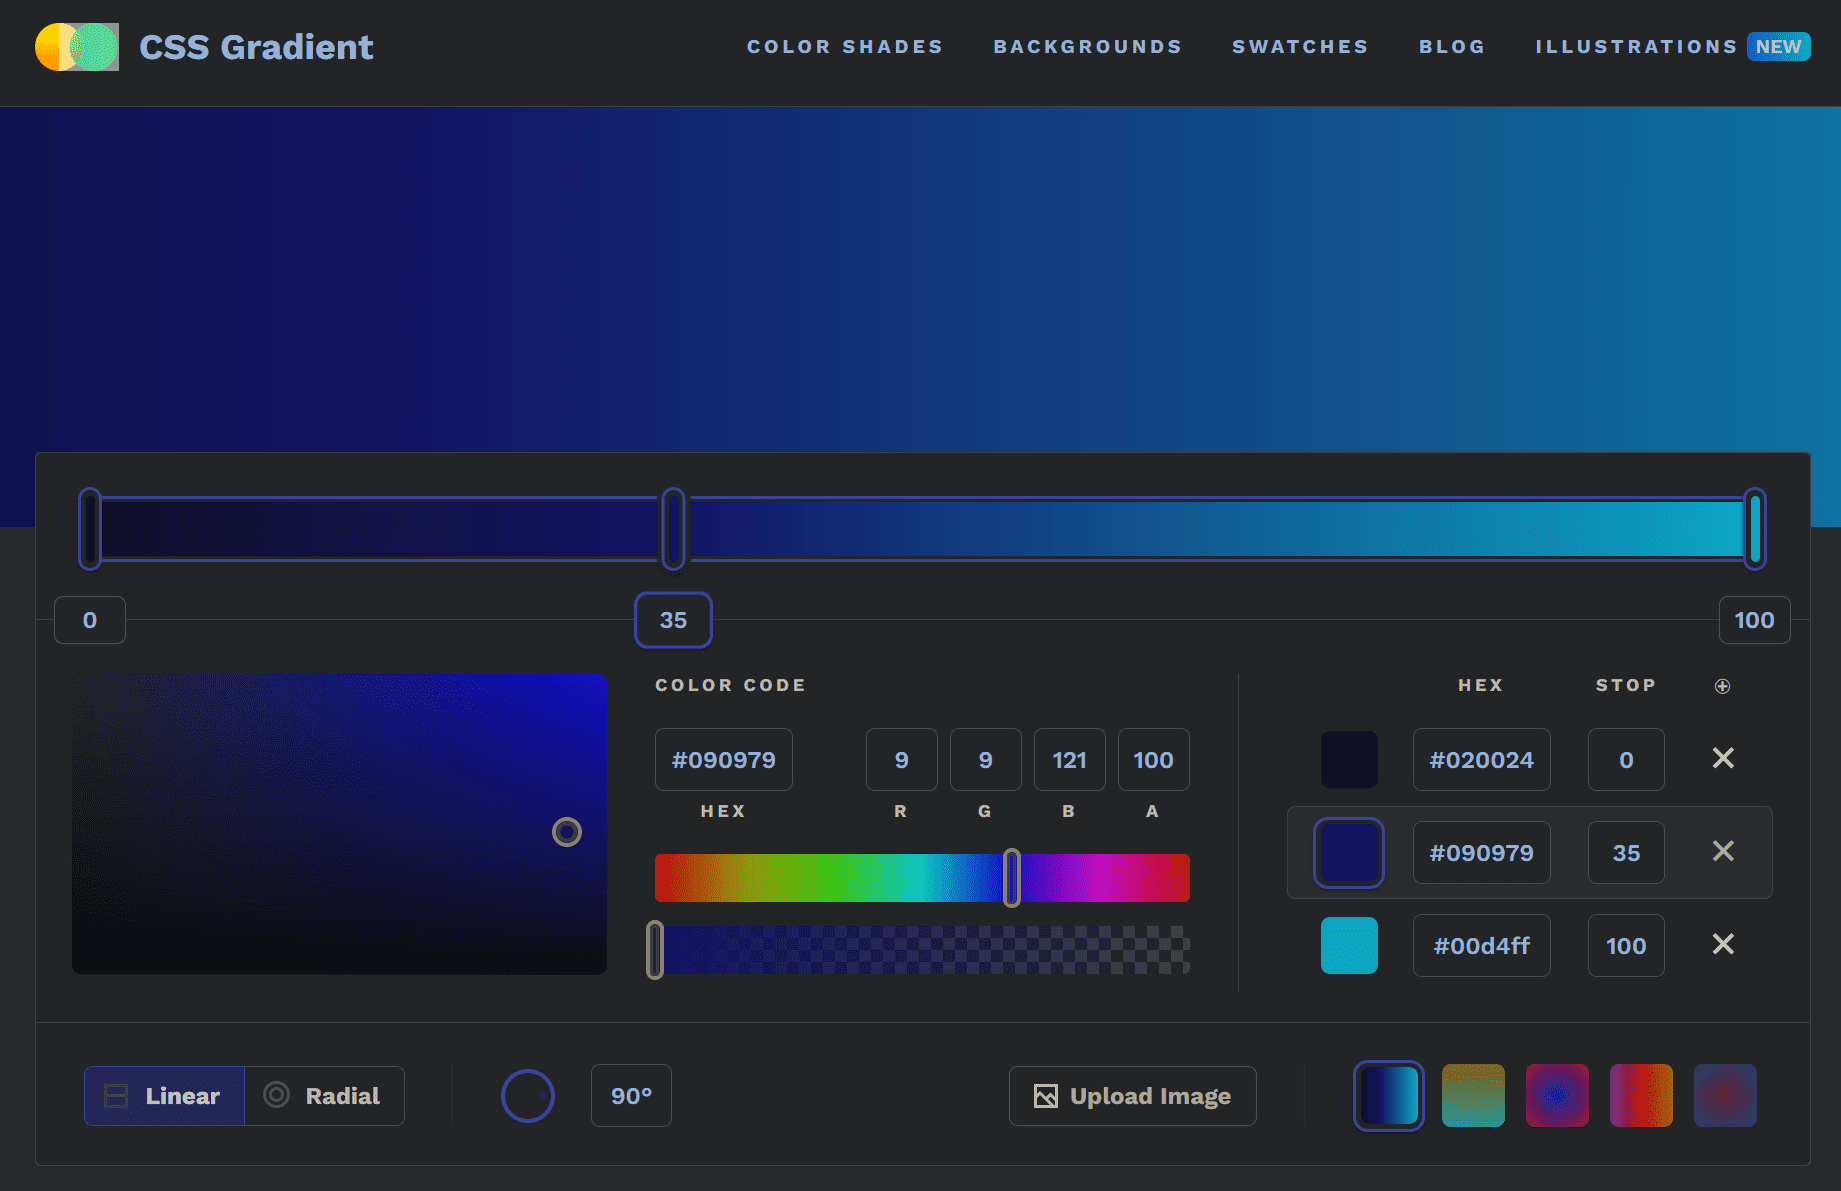 CSS Gradient
COLOR SHADES
BACKGROUNDS
SWATCHES
BLOG
ILLUSTRATIONS NEW
0
35
100
COLOR CODE
#090979
9
9
121
100
HEX
R
G
B
A
HEX
STOP
#020024
0
#090979
35
#00d4ff
100
Linear
Radial
90°
Upload Image